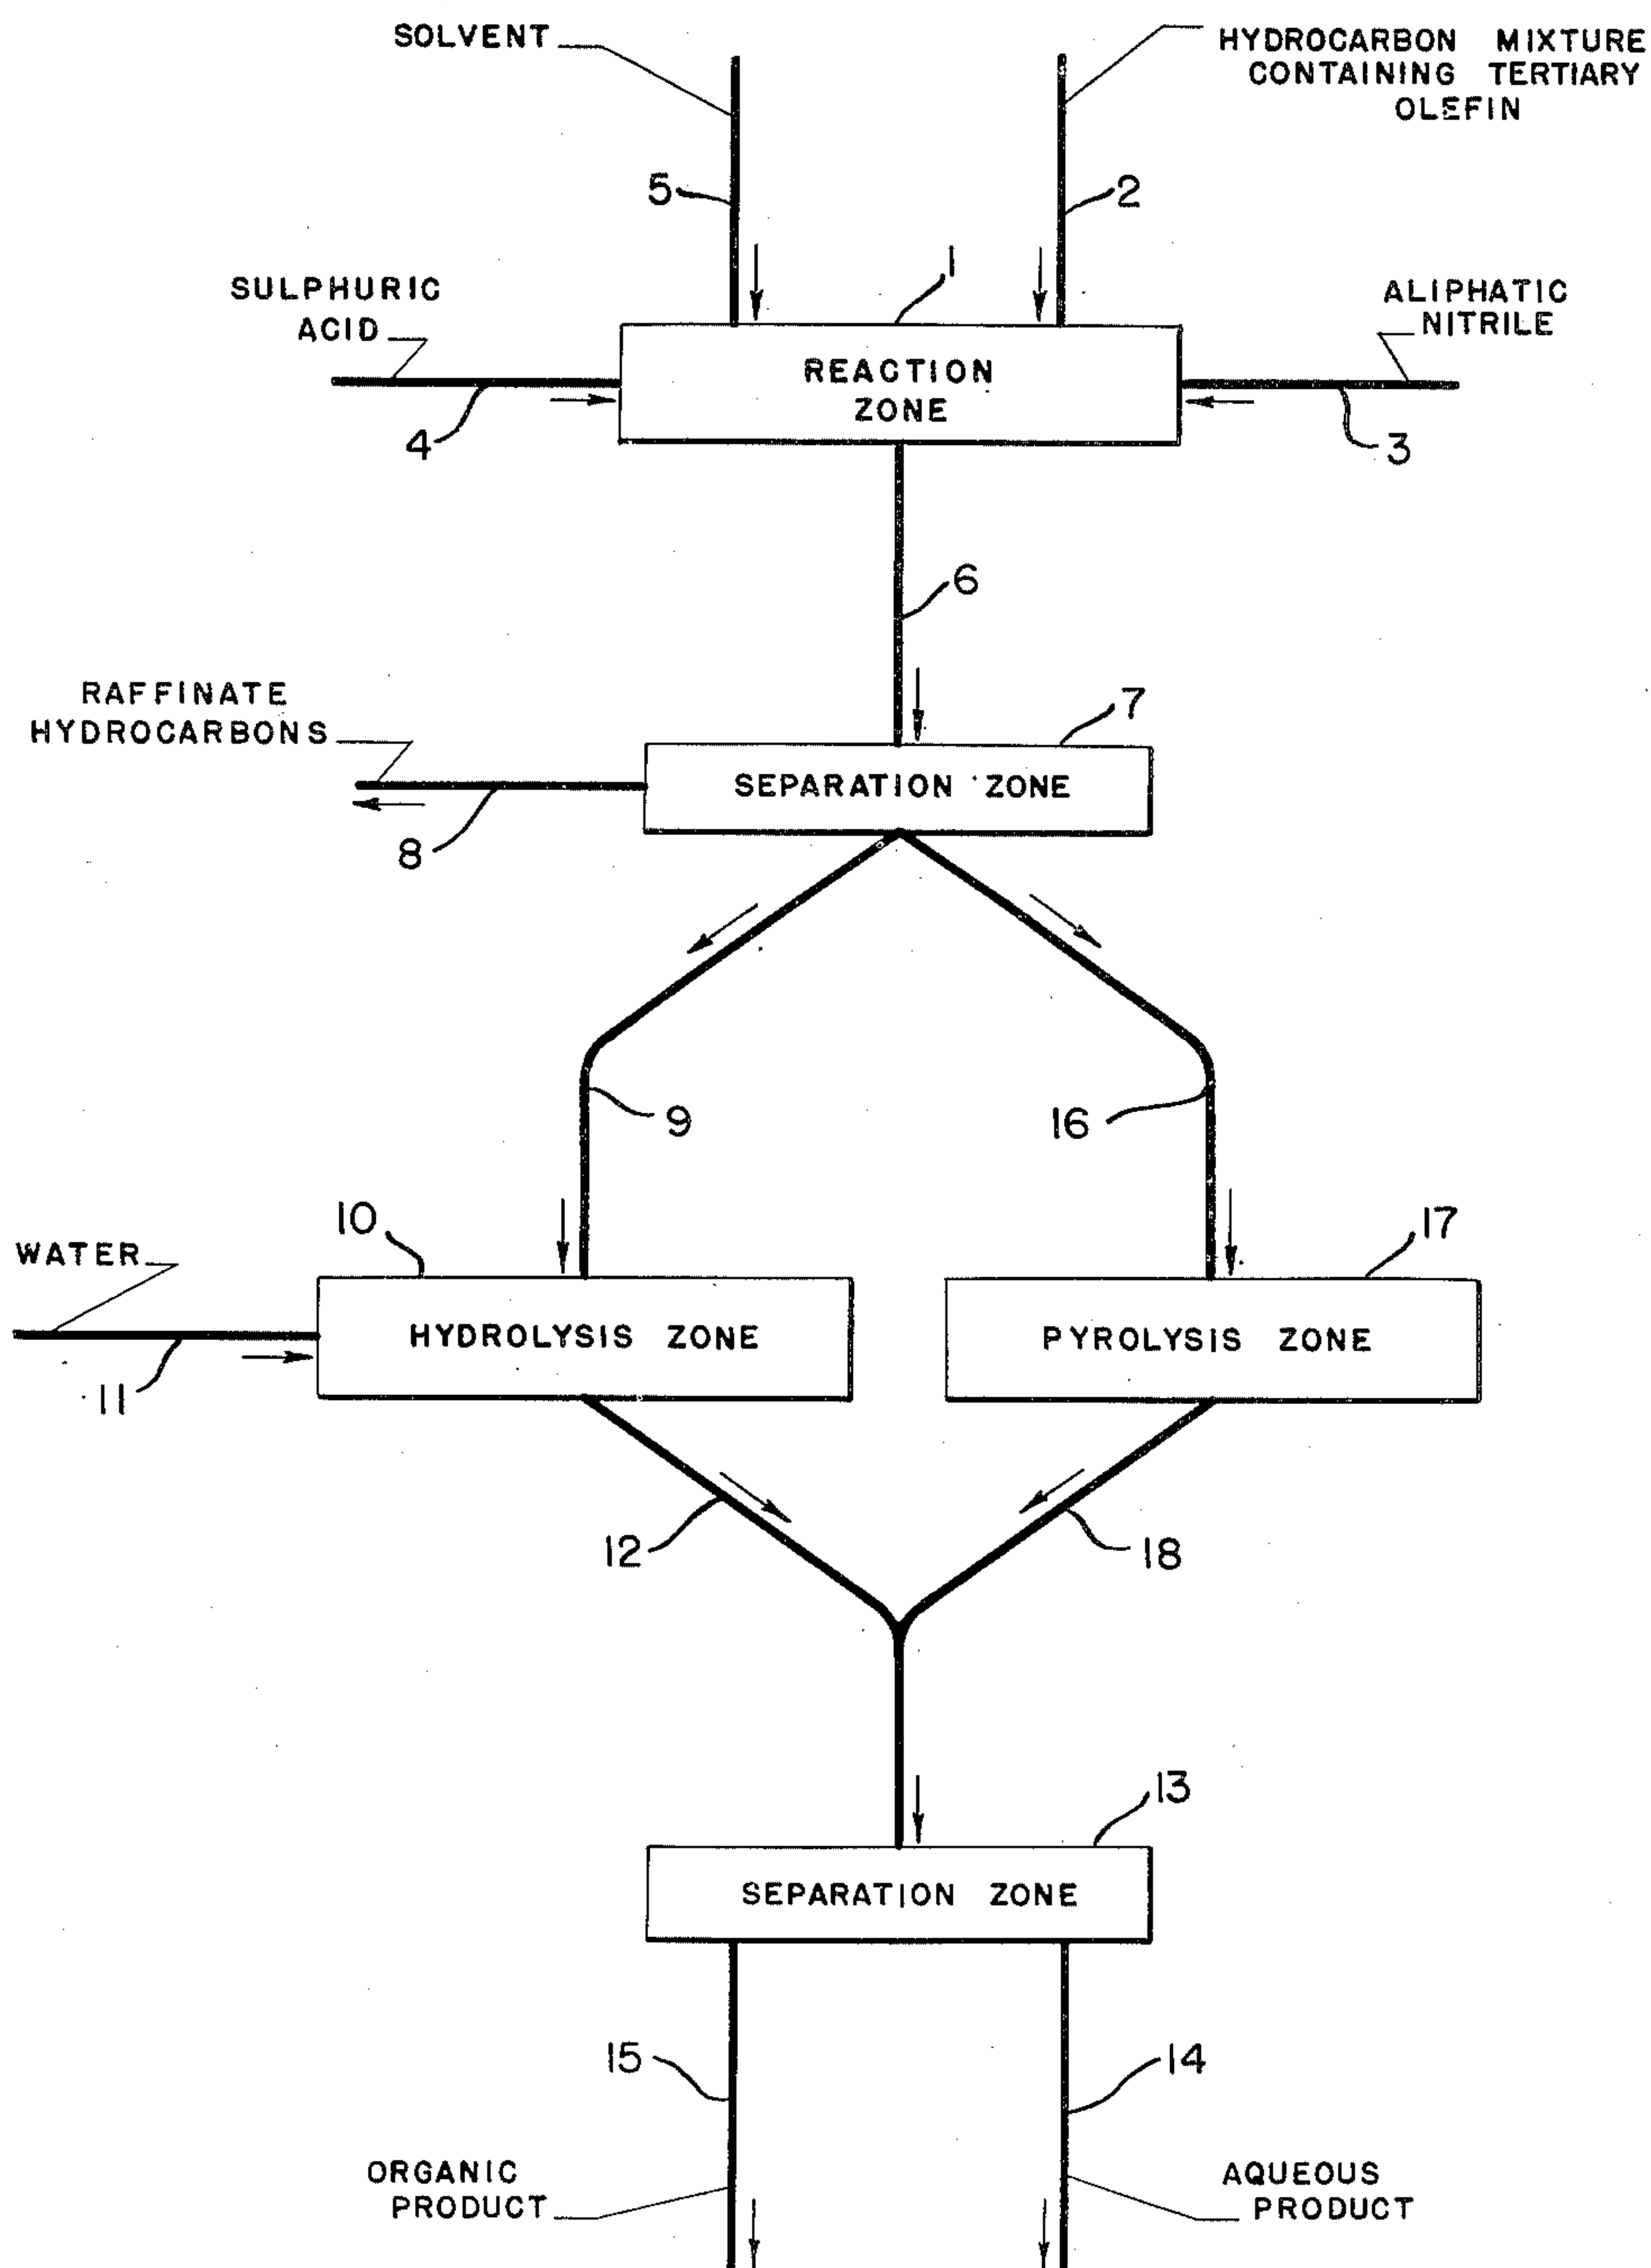 SOLVENT
HYDROCARBON MIXTURE
CONTAINING TERTIARY
OLEFIN
5
2
SULPHURIC
ACID
1
ALIPHATIC
NITRILE
REACTION
ZONE
4
3
6
RAFFINATE
HYDROCARBONS
7
SEPARATION ZONE
8
9
16
WATER
10
17
HYDROLYSIS ZONE
PYROLYSIS ZONE
11
12
18
13
SEPARATION ZONE
15
14
ORGANIC
PRODUCT
AQUEOUS
PRODUCT